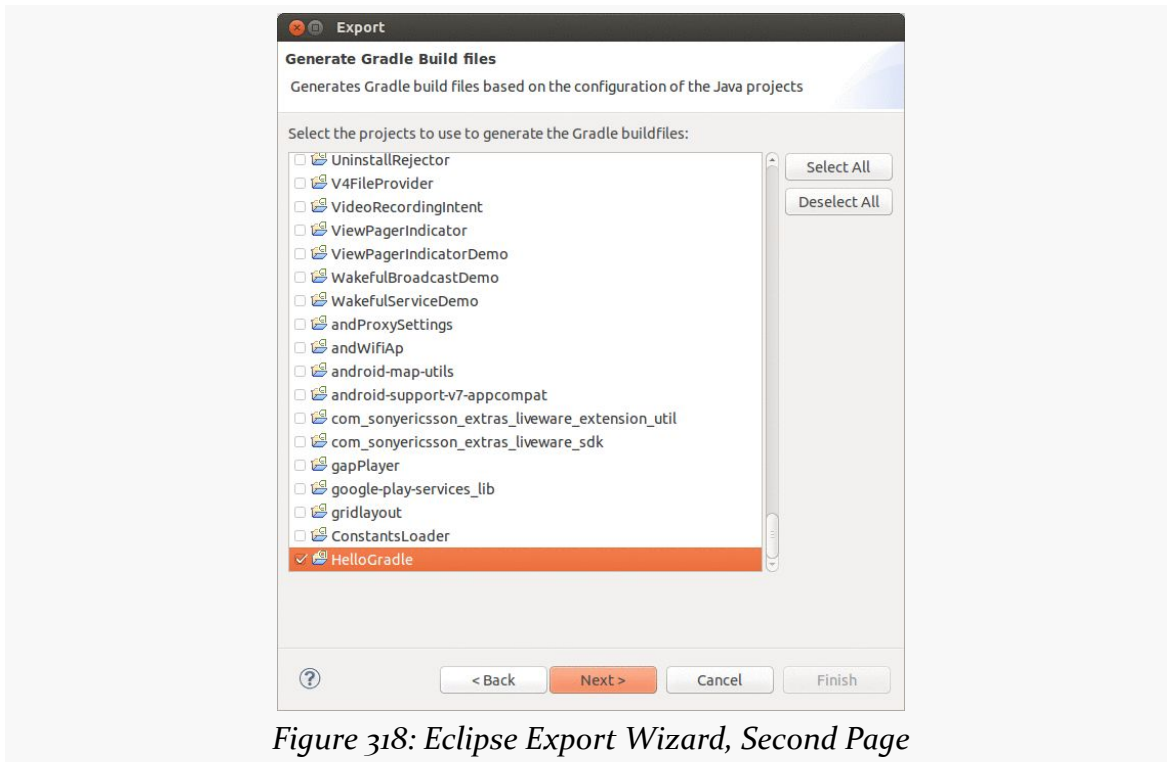 Export
Generate Gradle Build files
Generates Gradle build files based on the configuration of the Java projects
Select the projects to use to generate the Gradle buildfiles:
UninstallRejector
V4FileProvider
VideoRecordingIntent
ViewPagerIndicator
ViewPagerIndicatorDemo
WakefulBroadcastDemo
WakefulServiceDemo
andProxySettings
andWifiAp
android-map-utils
android-support-v7-appcompat
com_sonyericsson_extras_liveware_extension_util
com_sonyericsson_extras_liveware_sdk
gapPlayer
google-play-services_lib
gridlayout
ConstantsLoader
HelloGradle
Select All
Deselect All
?
< Back
Next >
Cancel
Finish
Figure 318: Eclipse Export Wizard, Second Page